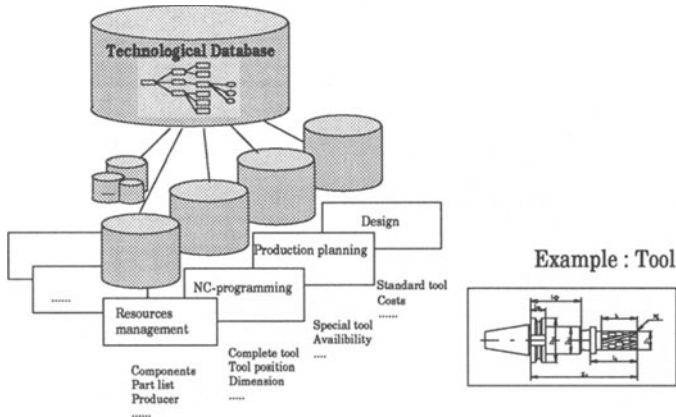 Technological Database
Design
Production planning
NC-programming
Resources
management
......
Standard tool
Costs
......
Special tool
Availibility
....
Complete tool
Tool position
Dimension
.....
Components
Part list
Producer
......
Example : Tool